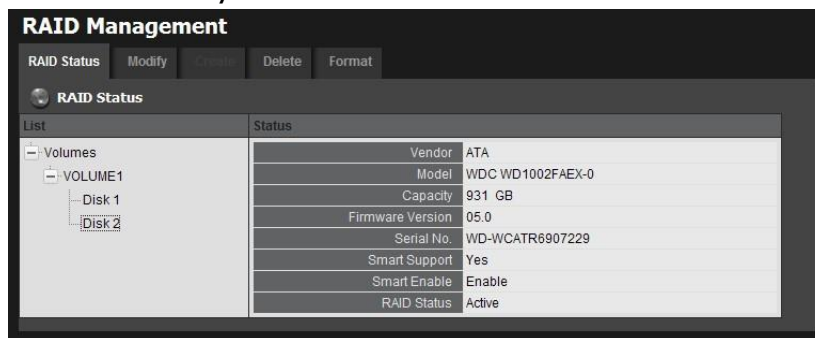 RAID Management
RAID Status Modify Create Delete Format
RAID Status
List Status
Volumes
VOLUME1
Disk 1
Disk 2
Vendor ATA
Model WDC WD1002FAEX-0
Capacity 931 GB
Firmware Version 05.0
Serial No. WD-WCATR6907229
Smart Support Yes
Smart Enable Enable
RAID Status Active